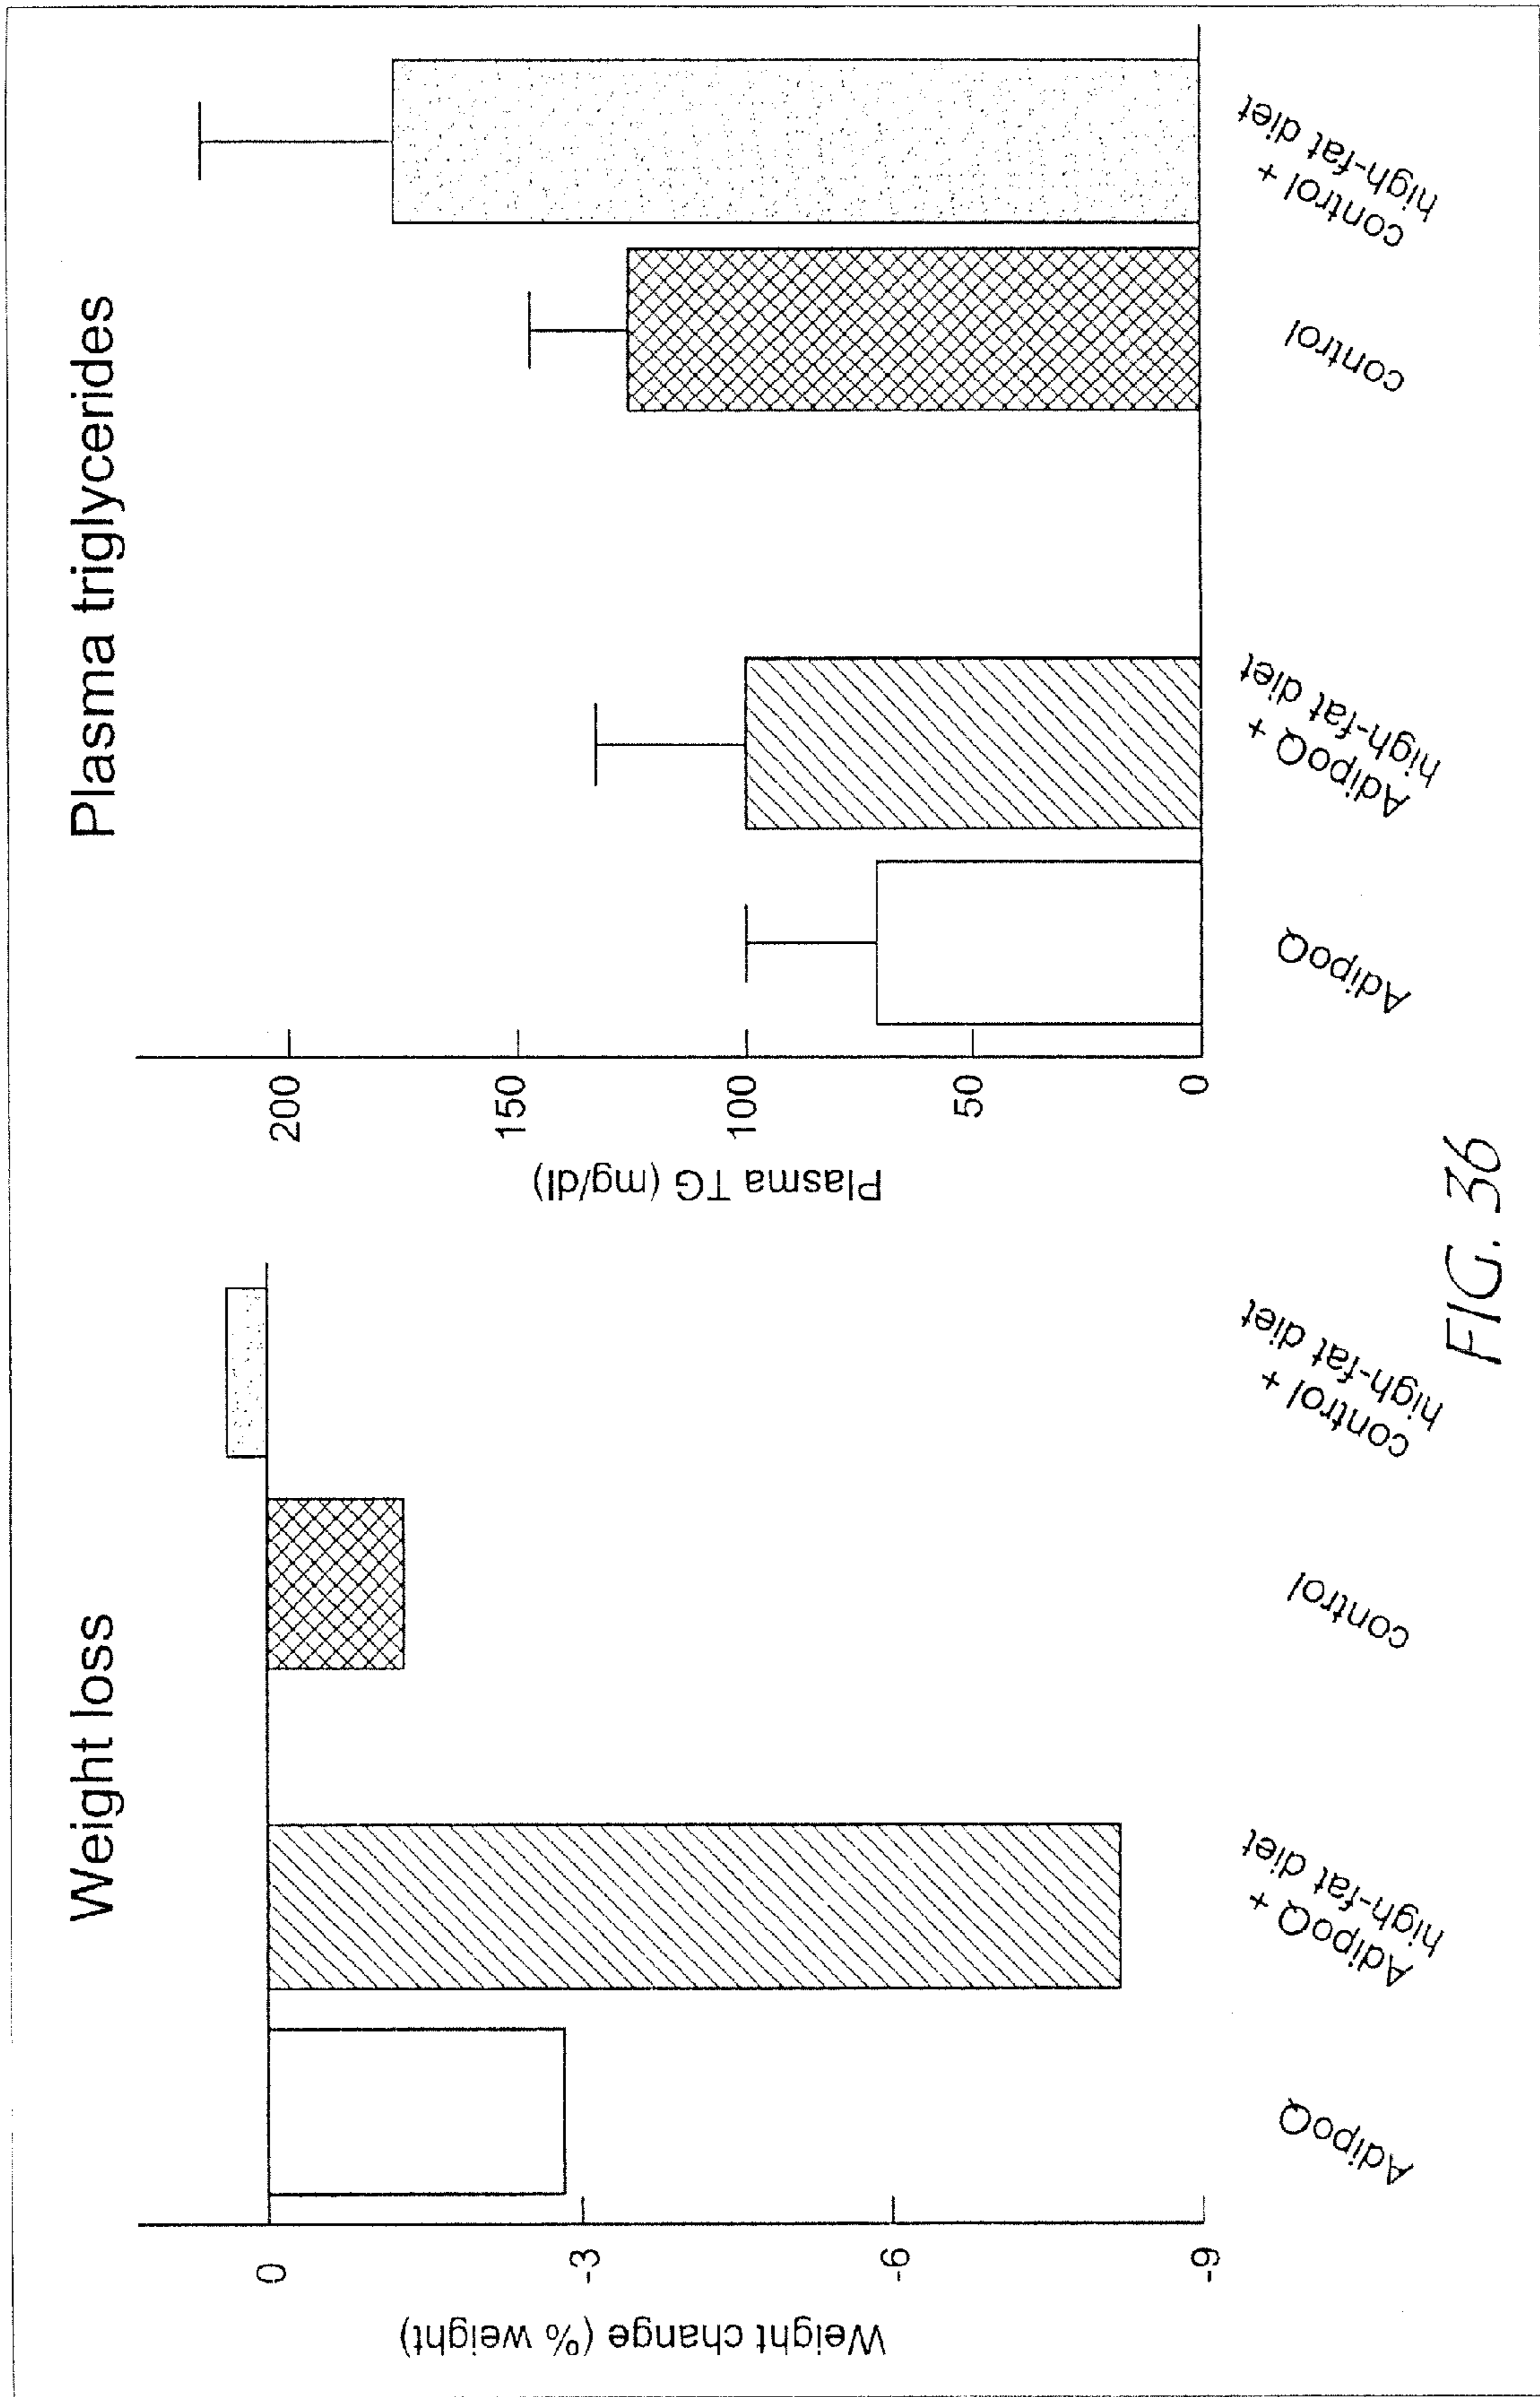 Weight loss
Weight change (% weight)
0
-3
-6
-9
AdipoQ
AdipoQ +
high-fat diet
control
control +
high-fat diet
Plasma triglycerides
Plasma TG (mg/dl)
200
150
100
50
0
AdipoQ
AdipoQ +
high-fat diet
control
control +
high-fat diet
FIG. 36